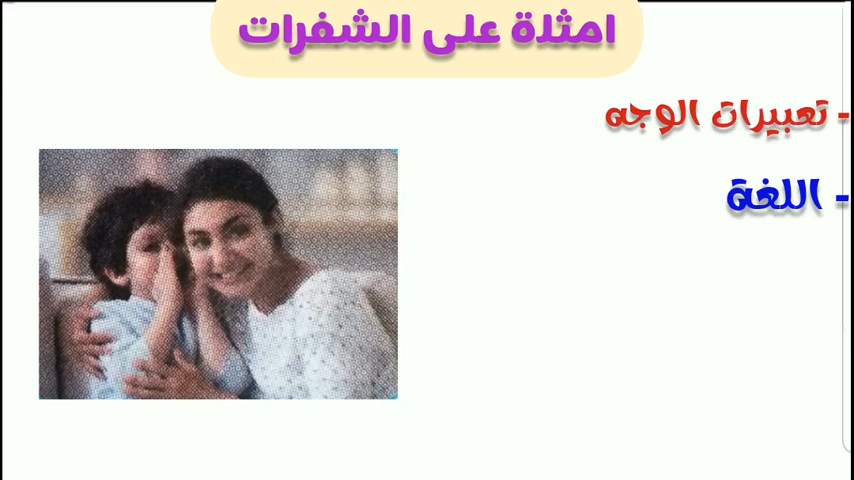 امثلة على الشفرات
- تعبيرات الوجه
- اللغة